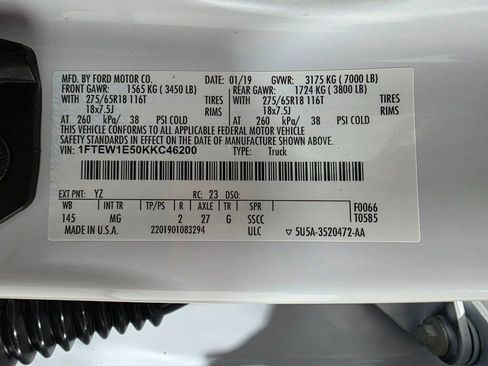 MFD. BY FORD MOTOR CO. DATE: 01/19 GVWR: 3175 KG ( 7000 LB)
FRONT GAWR: 1565 KG ( 3450 LB) REAR GAWR: 1724 KG ( 3800 LB)
WITH 275/65R18 116T TIRES WITH 275/65R18 116T TIRES
18x7.5J RIMS 18x7.5J RIMS
AT 260 kPa/ 38 PSI COLD AT 260 kPa/ 38 PSI COLD
THIS VEHICLE CONFORMS TO ALL APPLICABLE FEDERAL MOTOR VEHICLE
SAFETY STANDARDS IN EFFECT ON THE DATE OF MANUFACTURE SHOWN ABOVE.
VIN: 1FTEW1E50KKC46200 TYPE: Truck
EXT PNT: YZ RC: 23 DSO:
WB INT TR TP/PS R AXLE TR SPR F0066
145 MG 2 27 G SSCC T0585
MADE IN U.S.A. 2201901083294 ULC ▽ 5U5A-3520472-AA